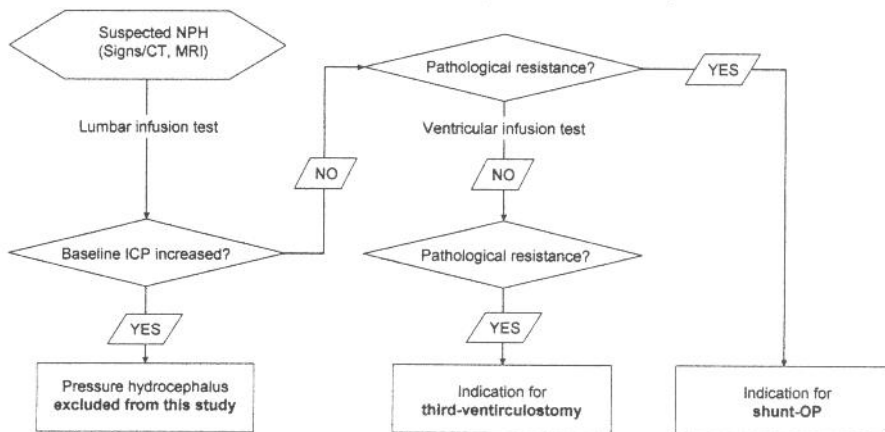 Suspected NPH
(Signs/CT, MRI)
Lumbar infusion test
Baseline ICP increased?
YES
Pressure hydrocephalus
excluded from this study
NO
Pathological resistance?
YES
Ventricular infusion test
NO
Pathological resistance?
YES
Indication for
third-ventirculostomy
Indication for
shunt-OP